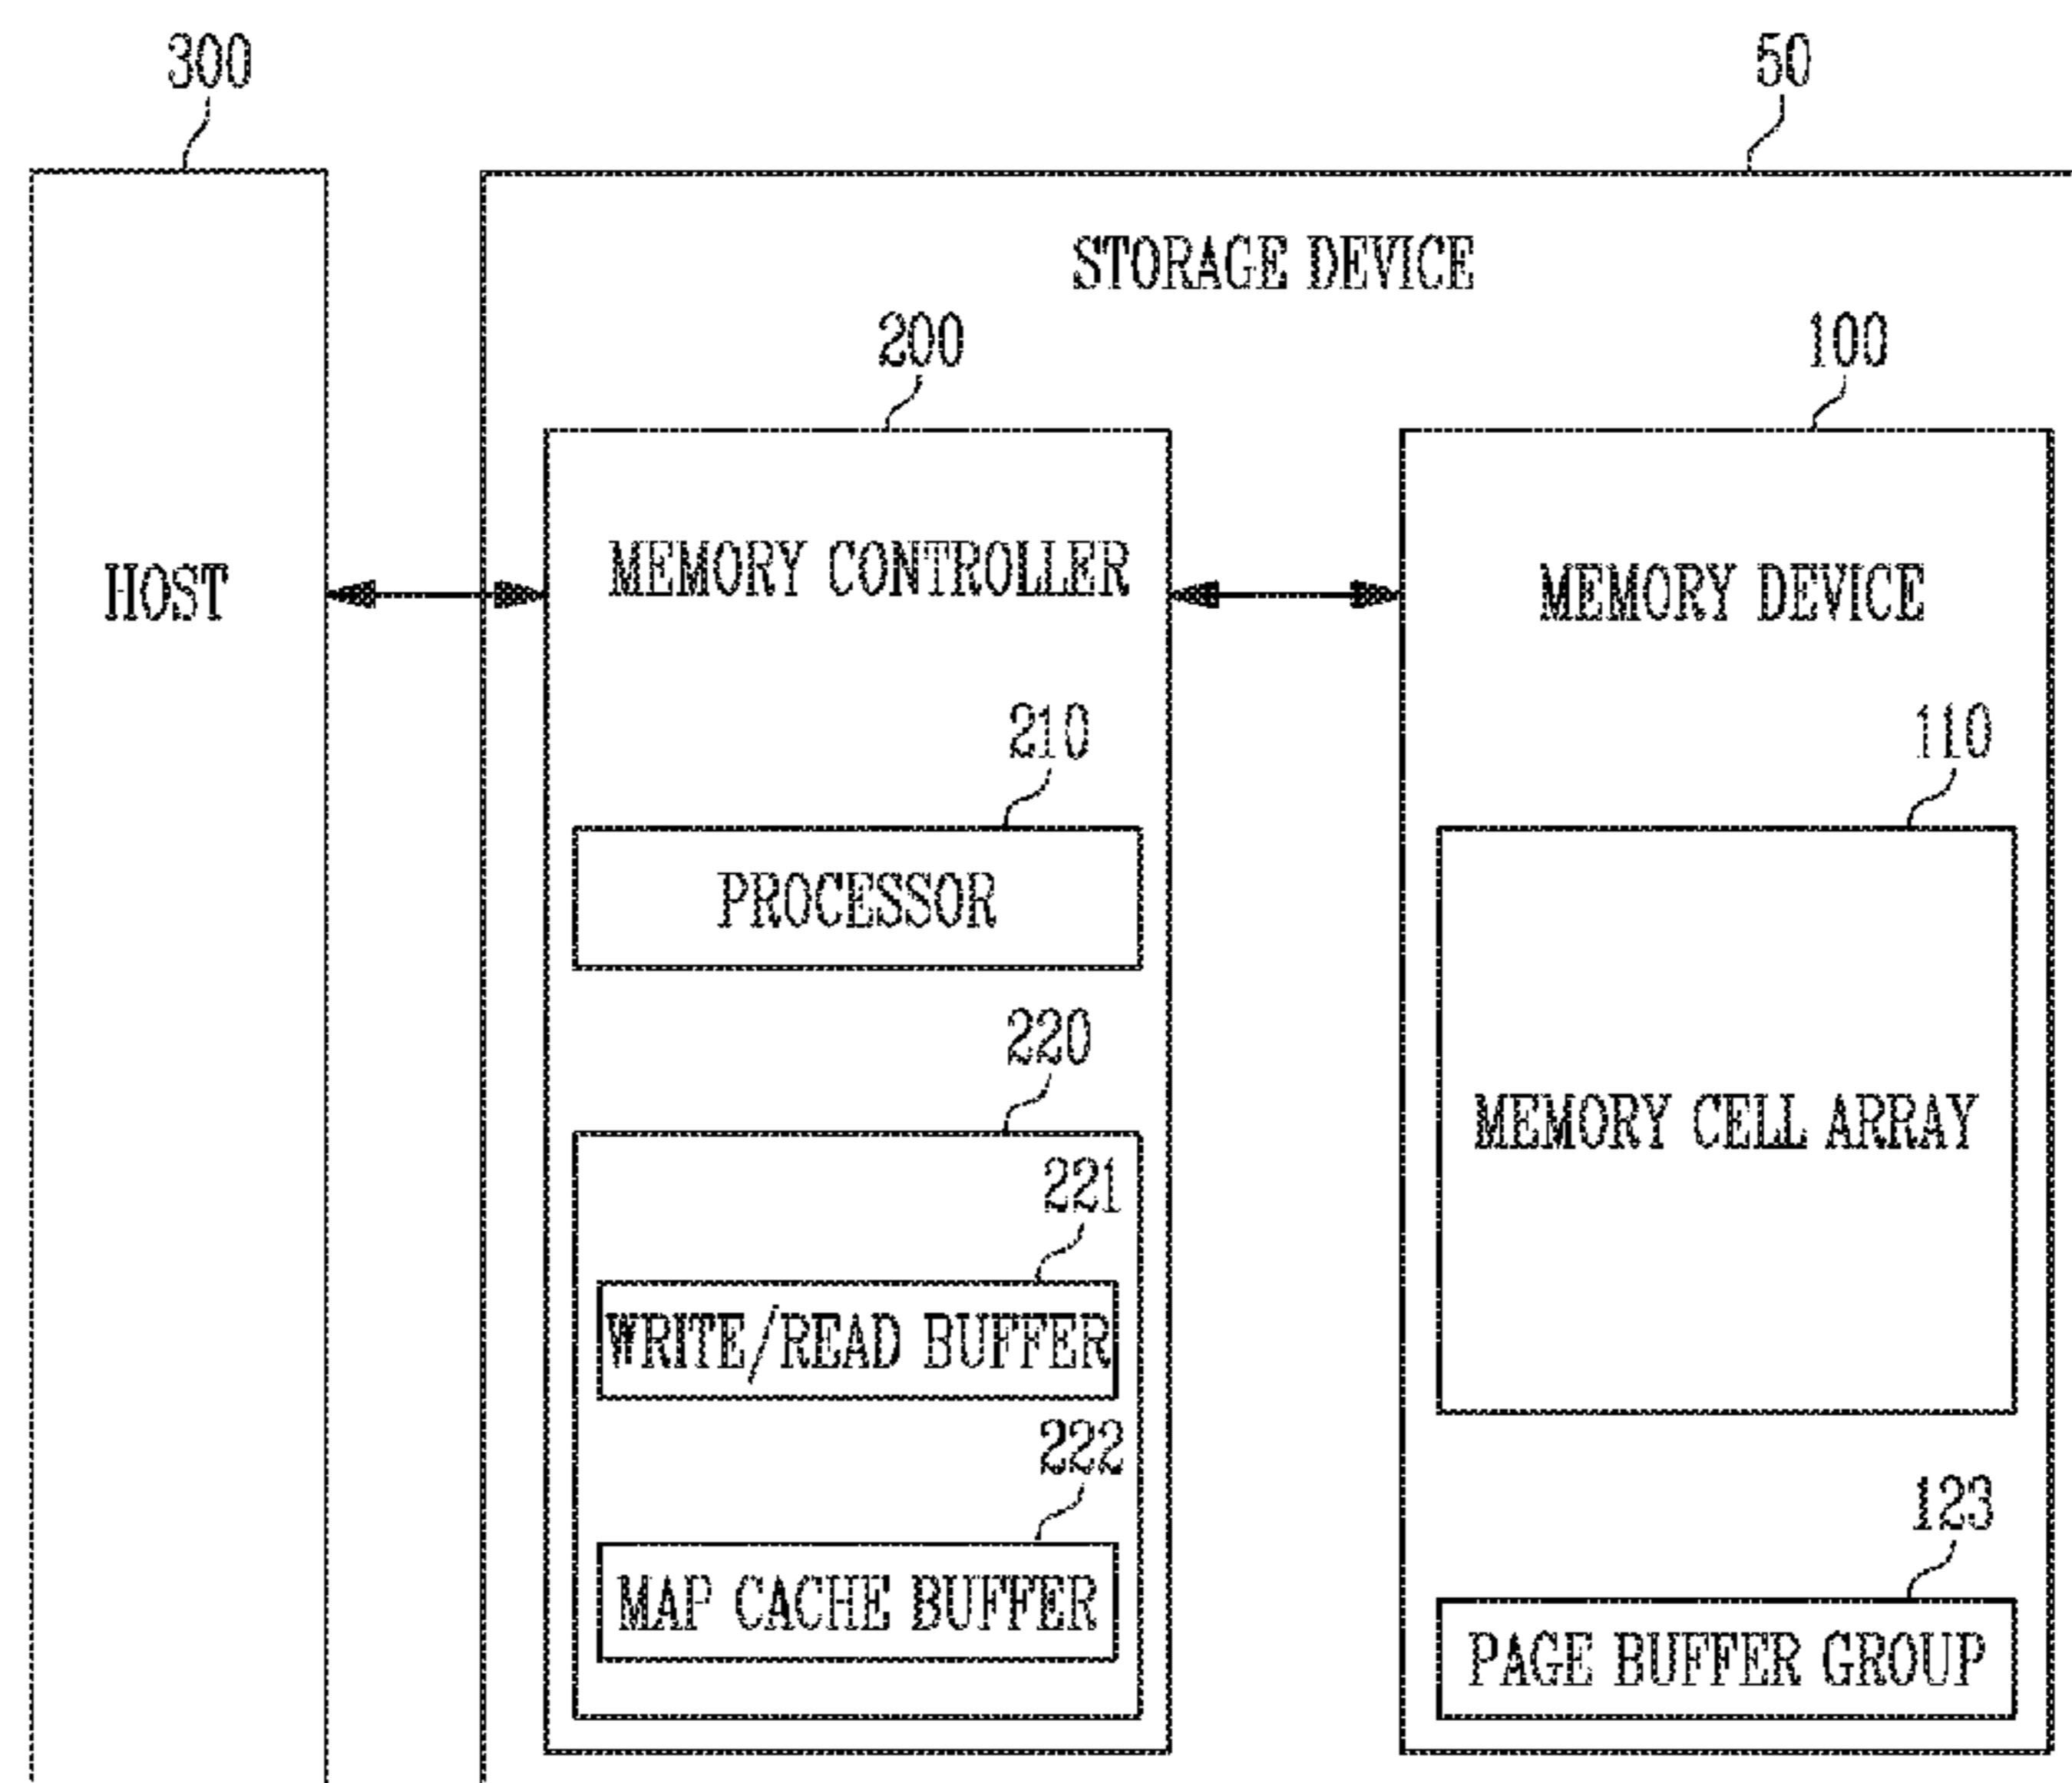 300
50
STORAGE DEVICE
200
100
HOST
MEMORY CONTROLLER
MEMORY DEVICE
210
110
PROCESSOR
MEMORY CELL ARRAY
220
221
WRITE/READ BUFFER
222
MAP CACHE BUFFER
123
PAGE BUFFER GROUP